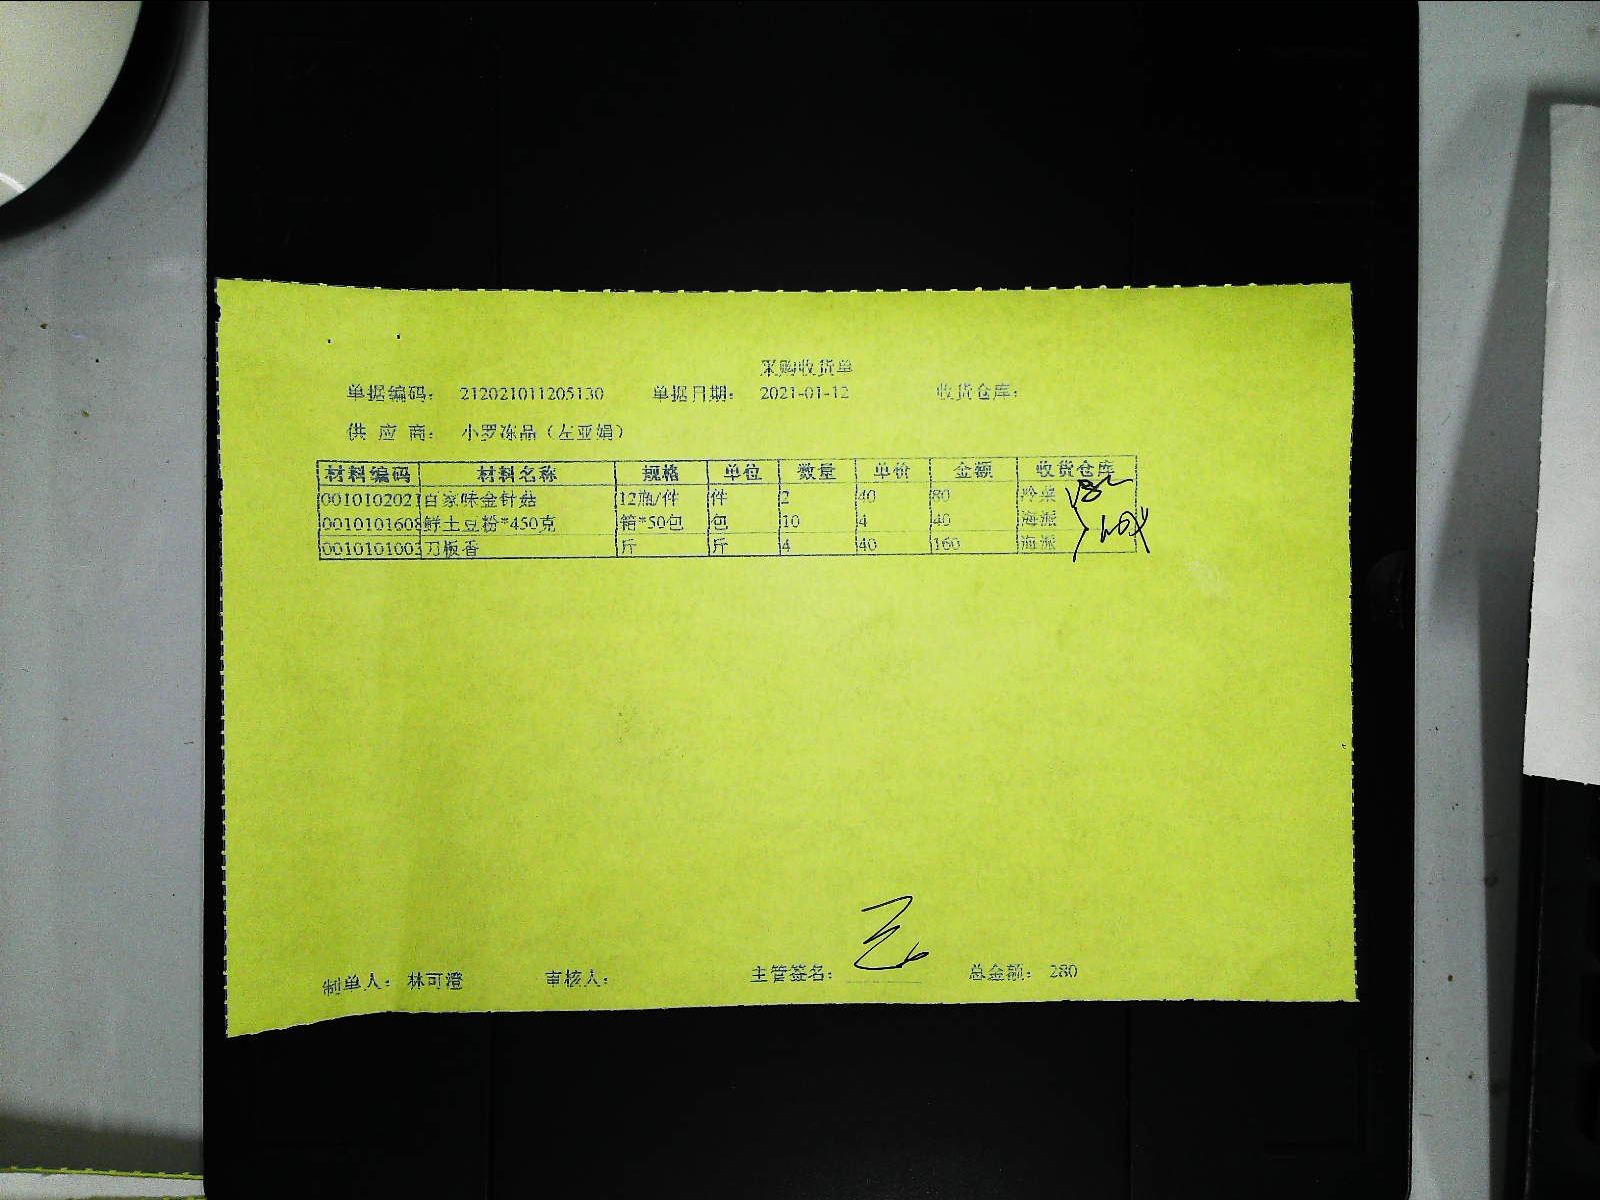 采购收货单
单据编码： 212021011205130 单据日期： 2021-01-12 收货仓库：
供 应 商： 小罗冻品（左亚娟）
材料编码 材料名称 规格 单位 数量 单价 金额 收货仓库
0010102021 百家味金针菇 12瓶/件 件 2 40 80 冷菜
0010101608 鲜土豆粉*450克 箱*50包 包 10 4 40 海派
0010101003 刀板香 斤 斤 4 40 160 海派
制单人： 林可澄 审核人： 主管签名： 总金额： 280